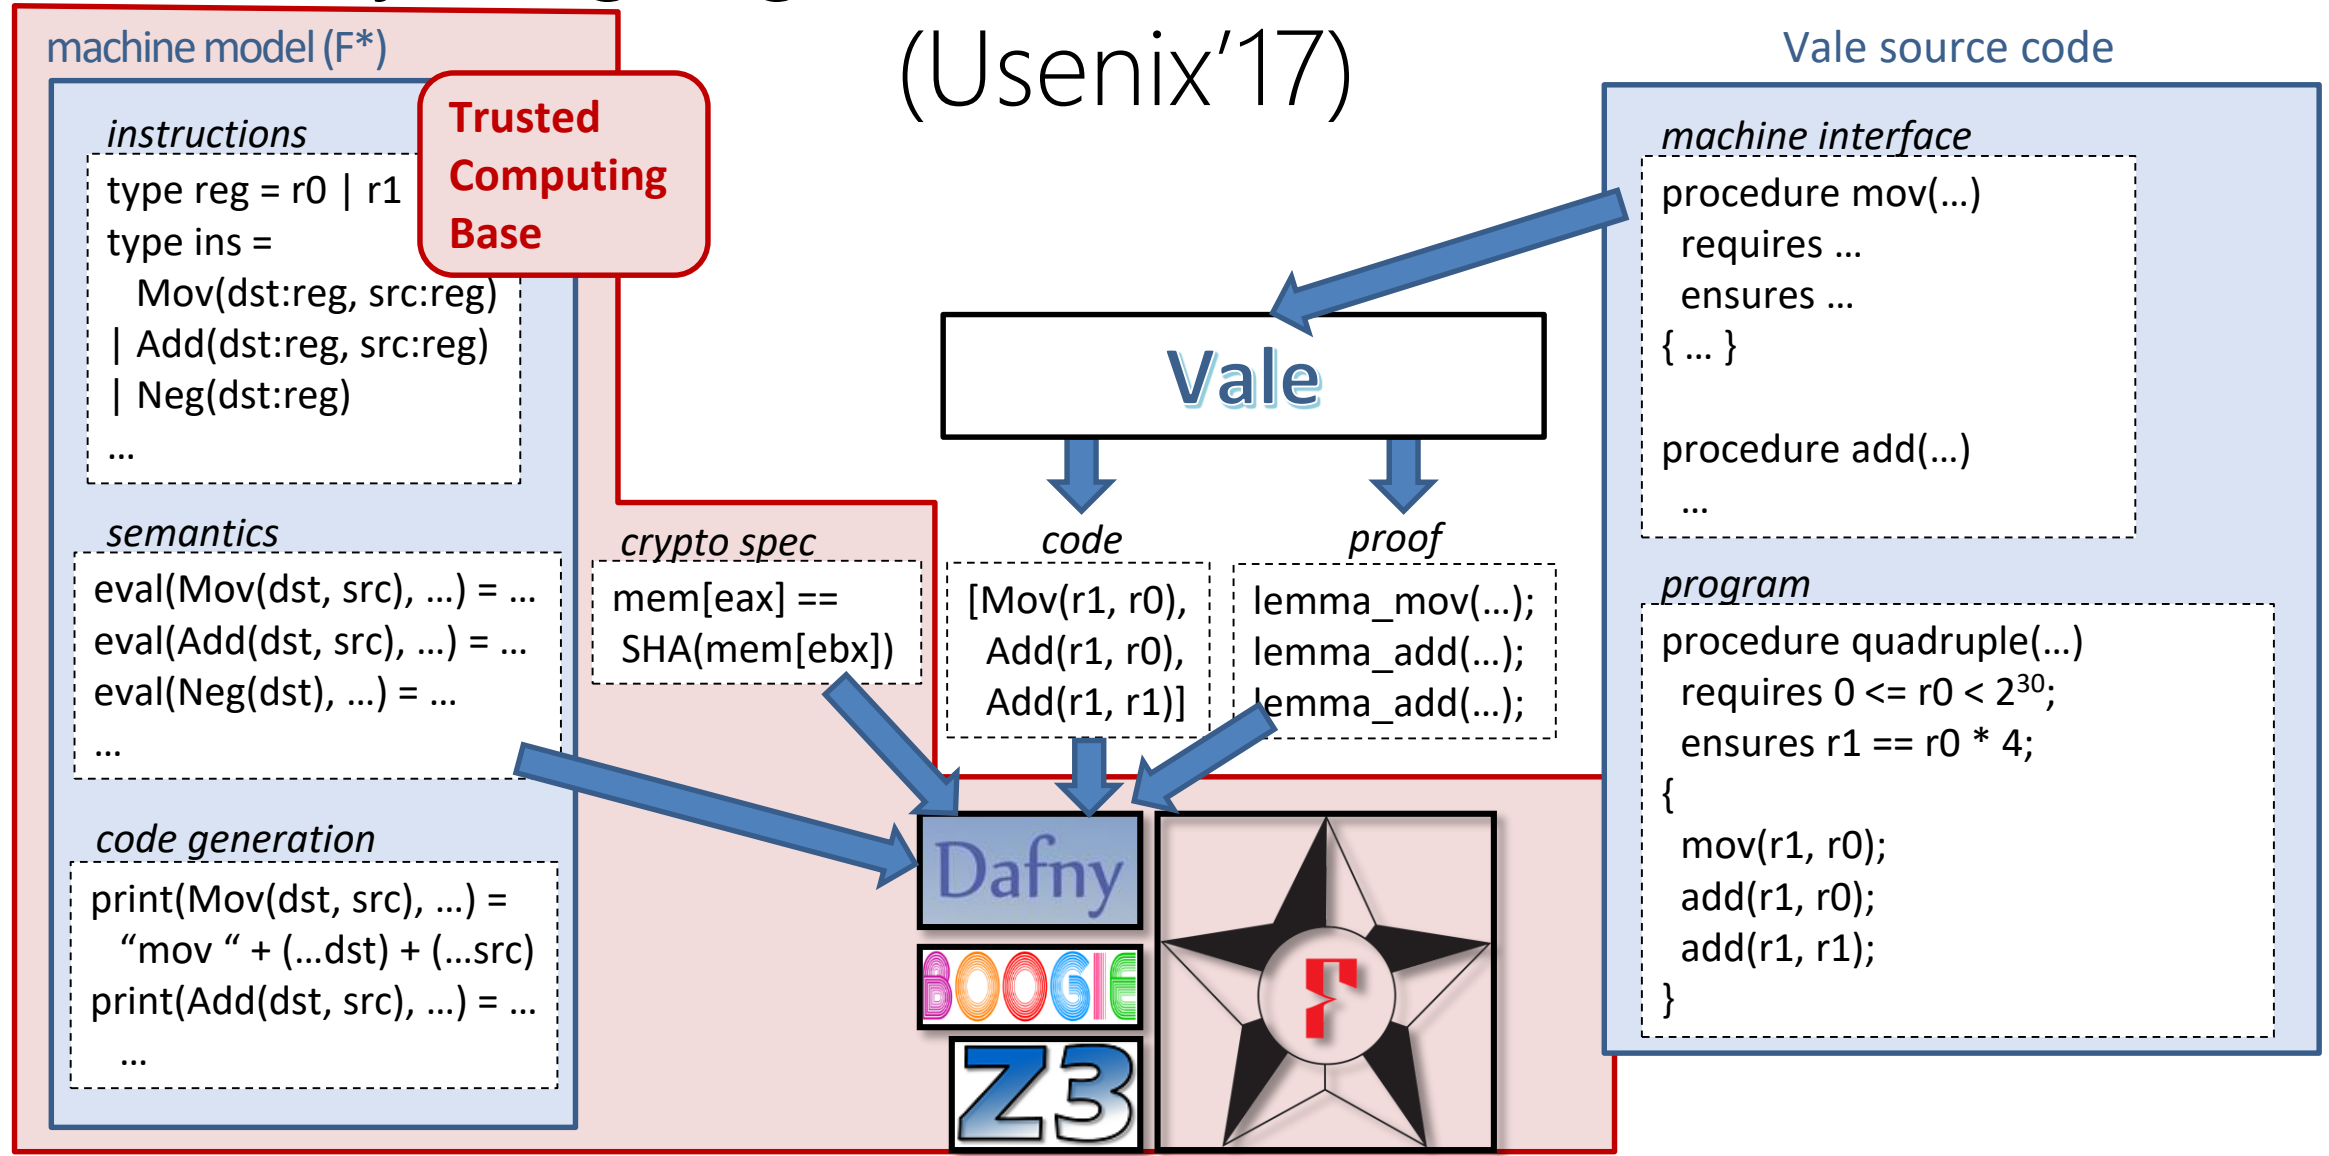 (Usenix’17)
machine model (F*)
Trusted
Computing
Base
instructions
type reg = r0 | r1
type ins =
Mov(dst:reg, src:reg)
| Add(dst:reg, src:reg)
| Neg(dst:reg)
…
semantics
eval(Mov(dst, src), …) = …
eval(Add(dst, src), …) = …
eval(Neg(dst), …) = …
…
code generation
print(Mov(dst, src), …) =
“mov “ + (…dst) + (…src)
print(Add(dst, src), …) = …
…
crypto spec
mem[eax] ==
SHA(mem[ebx])
Vale
code
[Mov(r1, r0),
Add(r1, r0),
Add(r1, r1)]
proof
lemma_mov(…);
lemma_add(…);
lemma_add(…);
Dafny
BOOGIE
Z3
F
Vale source code
machine interface
procedure mov(…)
requires …
ensures …
{ … }
procedure add(…)
…
program
procedure quadruple(…)
requires 0 <= r0 < 2³⁰;
ensures r1 == r0 * 4;
{
mov(r1, r0);
add(r1, r0);
add(r1, r1);
}